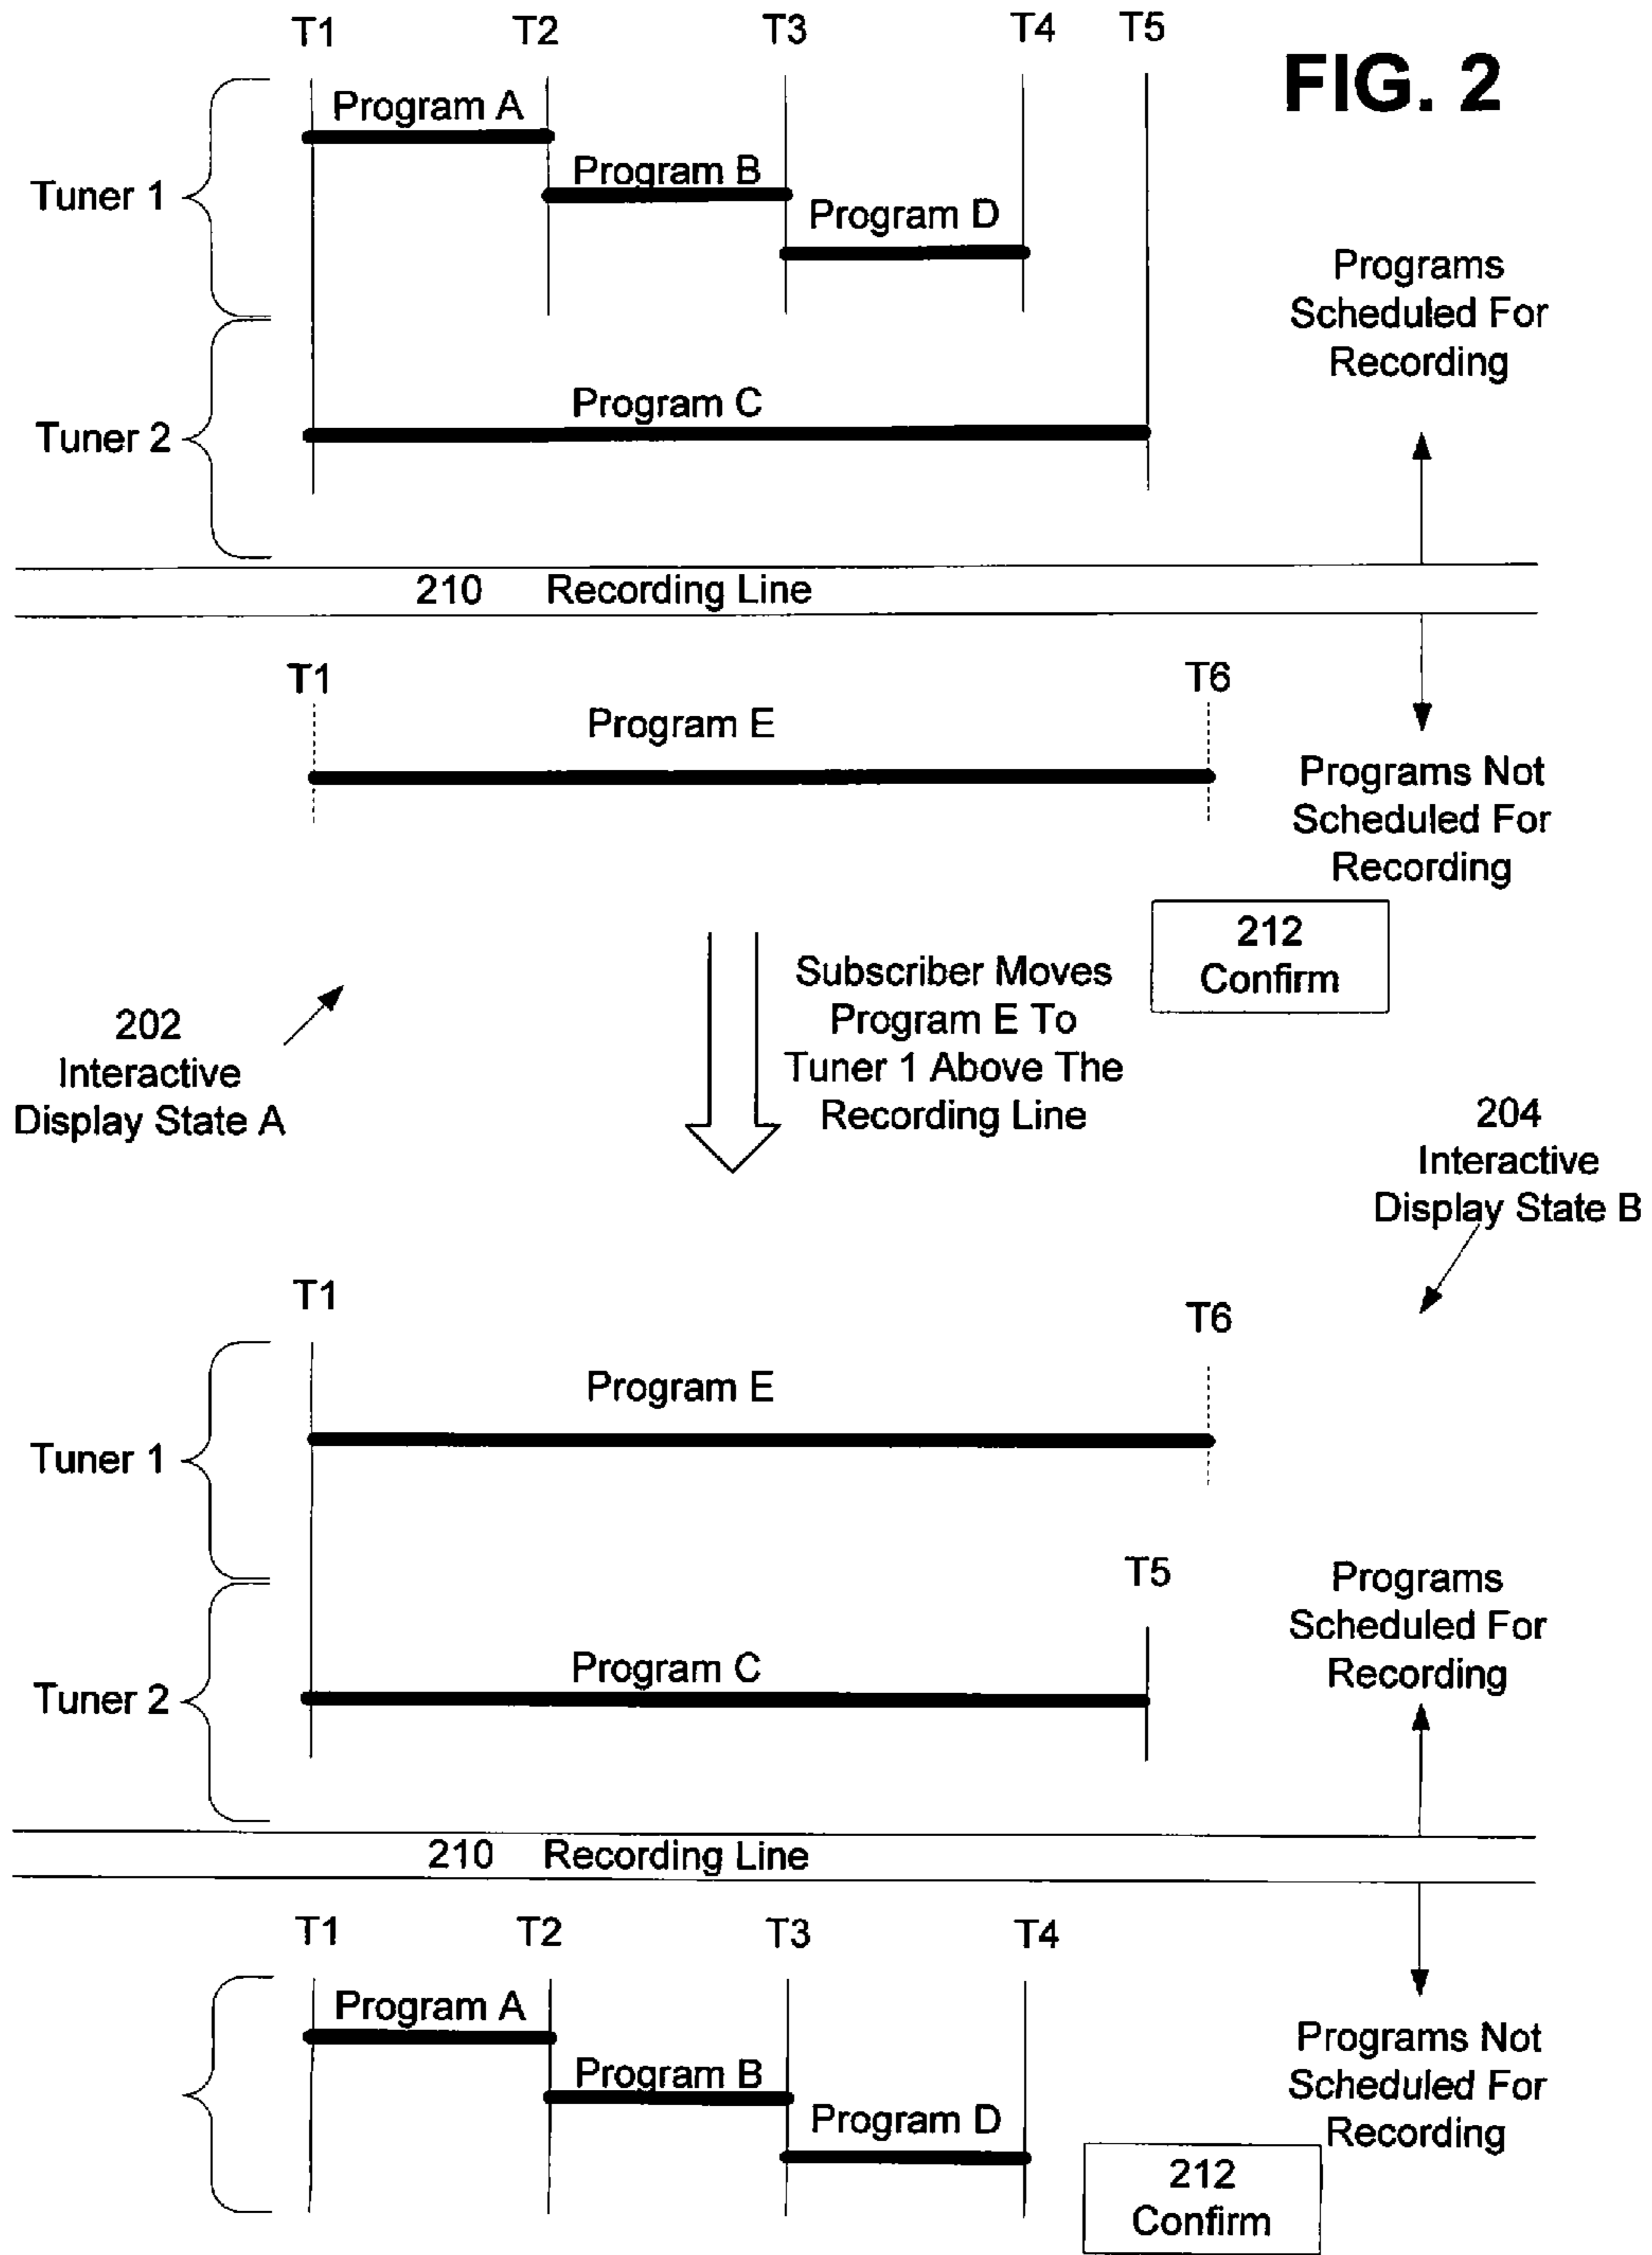 T1 T2 T3 T4 T5
FIG. 2
Program A
Program B
Tuner 1
Program D
Programs
Scheduled For
Recording
Program C
Tuner 2
210 Recording Line
T1 T6
Program E
Programs Not
Scheduled For
Recording
212
Confirm
Subscriber Moves
Program E To
Tuner 1 Above The
Recording Line
202
Interactive
Display State A
204
Interactive
Display State B
T1
T6
Program E
Tuner 1
T5
Programs
Scheduled For
Recording
Program C
Tuner 2
210 Recording Line
T1 T2 T3 T4
Program A
Program B
Program D
Programs Not
Scheduled For
Recording
212
Confirm